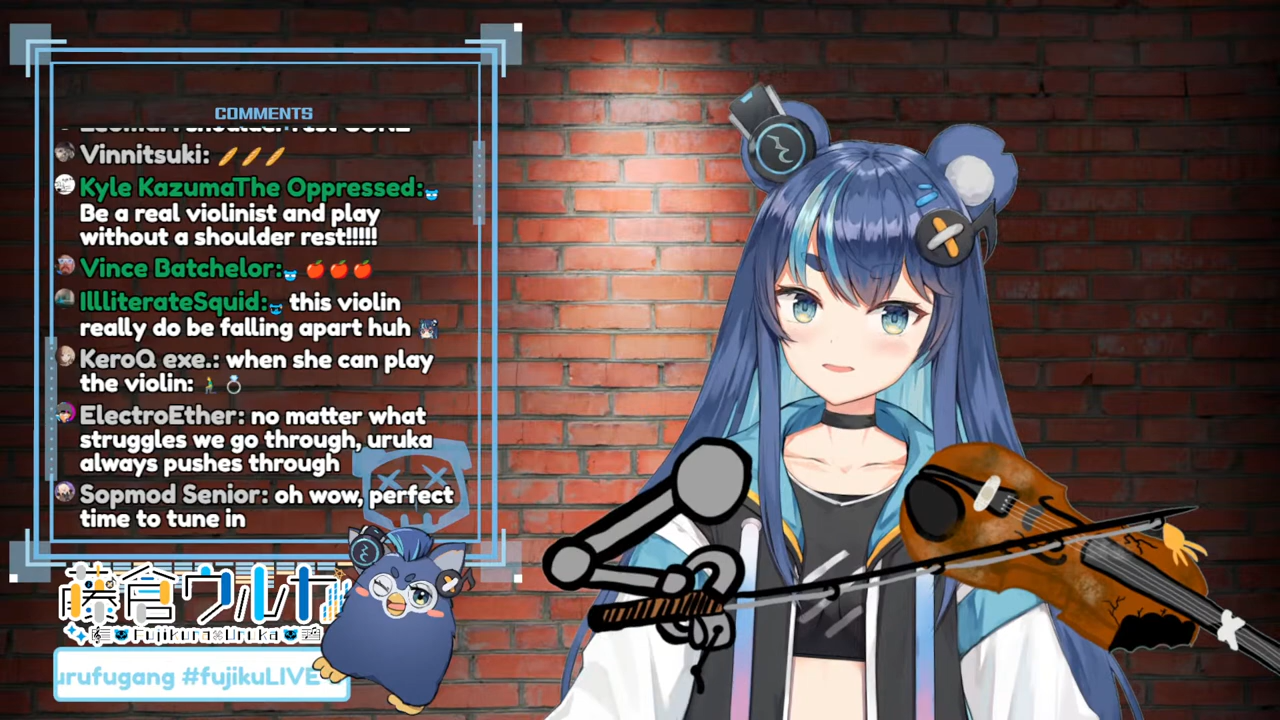 COMMENTS
shoulder rest GONE
Vinnitsuki:
Kyle KazumaThe Oppressed:
Be a real violinist and play
without a shoulder rest!!!!!
Vince Batchelor:
IllliterateSquid: this violin
really do be falling apart huh
KeroQ exe.: when she can play
the violin:
ElectroEther: no matter what
struggles we go through, uruka
always pushes through
Sopmod Senior: oh wow, perfect
time to tune in
藤倉ウルカ
Fujikura Uruka
urufugang #fujikuLIVE